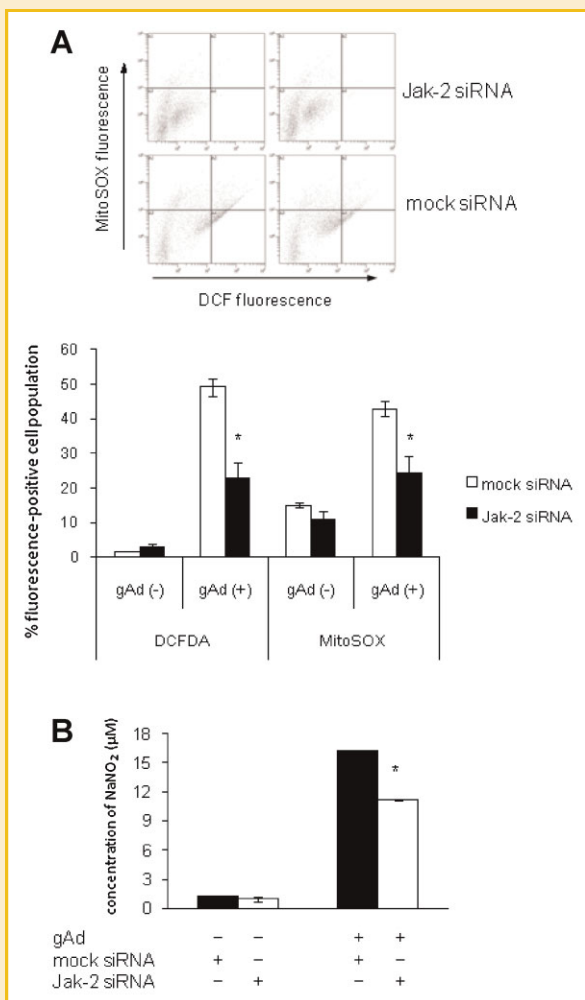 A
MitoSOX fluorescence
Jak-2 siRNA
mock siRNA
DCF fluorescence
% fluorescence-positive cell population
60
50
40
30
20
10
0
*
*
mock siRNA
Jak-2 siRNA
gAd (-)
gAd (+)
gAd (-)
gAd (+)
DCFDA
MitoSOX
B
concentration of NaNO₂ (μM)
18
15
12
9
6
3
0
*
gAd − − + +
mock siRNA + − + −
Jak-2 siRNA − + − +